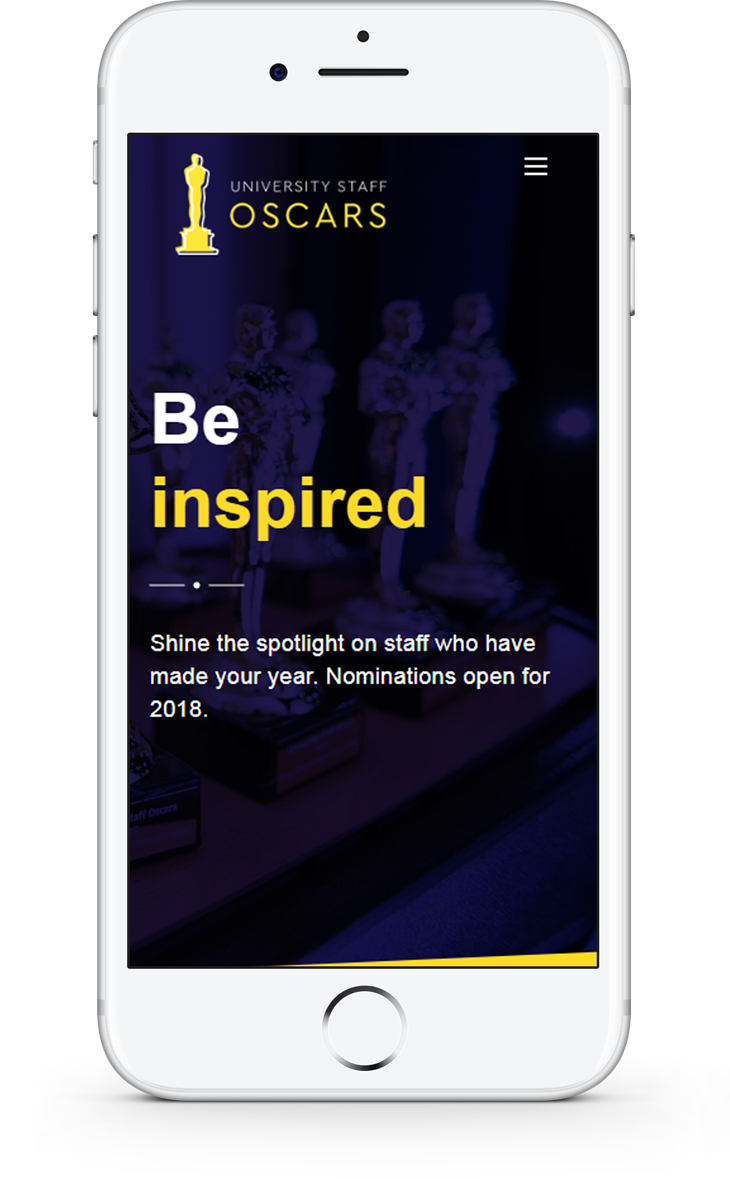 UNIVERSITY STAFF
OSCARS
Be
inspired
Shine the spotlight on staff who have
made your year. Nominations open for
2018.
Staff Oscars